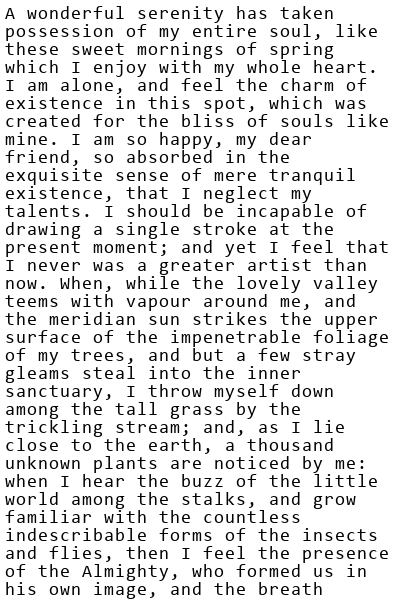 A wonderful serenity has taken
possession of my entire soul, like
these sweet mornings of spring
which I enjoy with my whole heart.
I am alone, and feel the charm of
existence in this spot, which was
created for the bliss of souls like
mine. I am so happy, my dear
friend, so absorbed in the
exquisite sense of mere tranquil
existence, that I neglect my
talents. I should be incapable of
drawing a single stroke at the
present moment; and yet I feel that
I never was a greater artist than
now. When, while the lovely valley
teems with vapour around me, and
the meridian sun strikes the upper
surface of the impenetrable foliage
of my trees, and but a few stray
gleams steal into the inner
sanctuary, I throw myself down
among the tall grass by the
trickling stream; and, as I lie
close to the earth, a thousand
unknown plants are noticed by me:
when I hear the buzz of the little
world among the stalks, and grow
familiar with the countless
indescribable forms of the insects
and flies, then I feel the presence
of the Almighty, who formed us in
his own image, and the breath